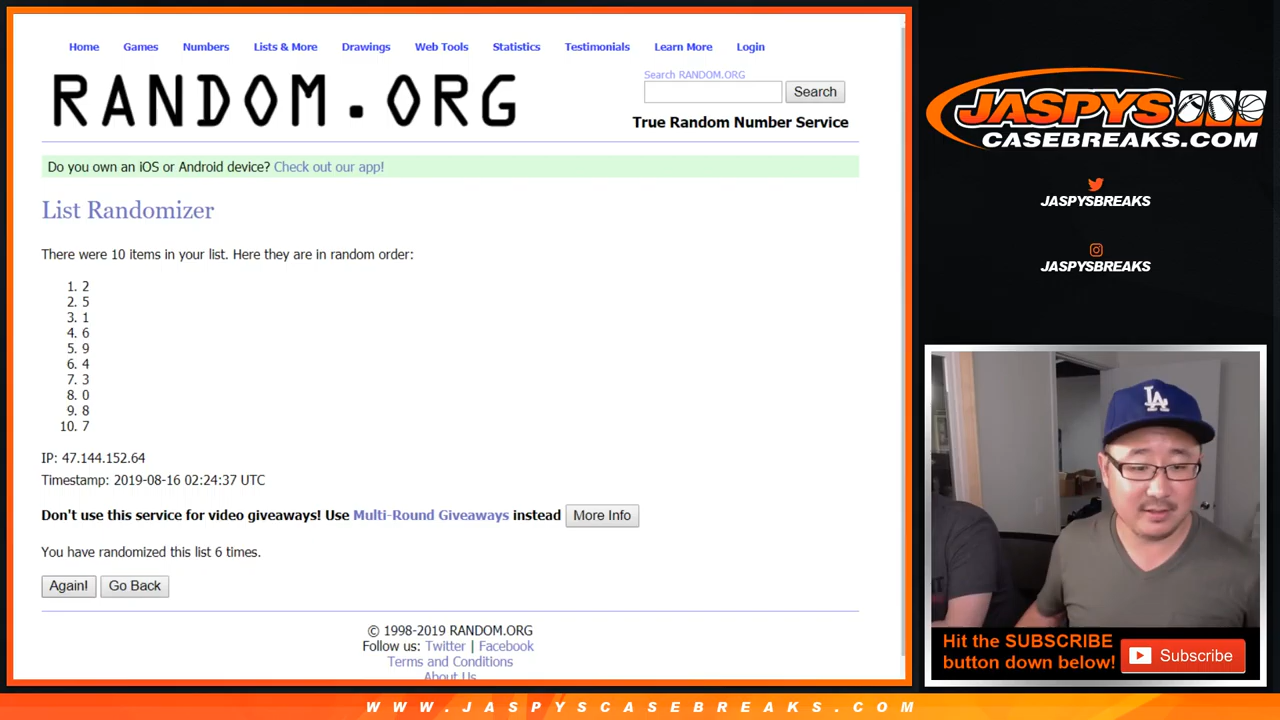 Home Games Numbers Lists & More Drawings Web Tools Statistics Testimonials Learn More Login
RANDOM.ORG
Search RANDOM.ORG
Search
True Random Number Service
Do you own an iOS or Android device? Check out our app!
List Randomizer
There were 10 items in your list. Here they are in random order:
1. 2
2. 5
3. 1
4. 6
5. 9
6. 4
7. 3
8. 0
9. 8
10. 7
IP: 47.144.152.64
Timestamp: 2019-08-16 02:24:37 UTC
Don't use this service for video giveaways! Use Multi-Round Giveaways instead More Info
You have randomized this list 6 times.
Again! Go Back
© 1998-2019 RANDOM.ORG
Follow us: Twitter | Facebook
Terms and Conditions
About Us
JASPYS
CASEBREAKS.COM
JASPYSBREAKS
JASPYSBREAKS
LA
Hit the SUBSCRIBE
button down below!
Subscribe
WWW.JASPYSCASEBREAKS.COM